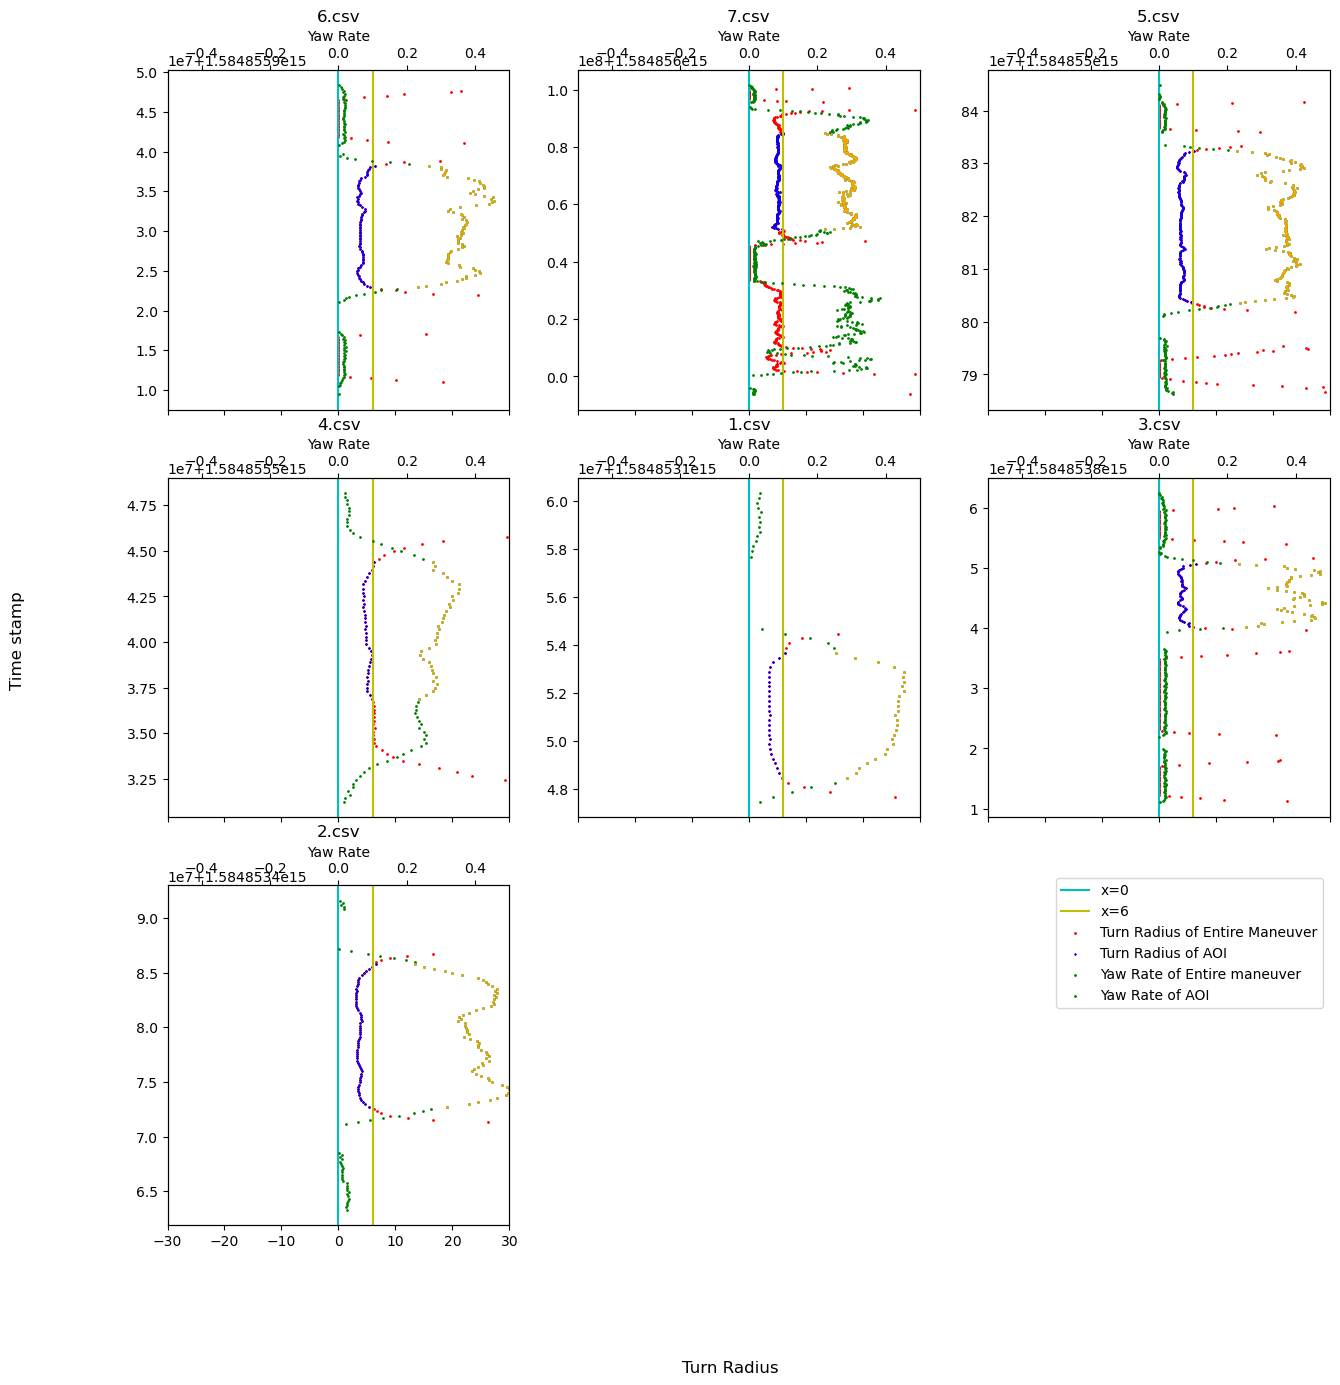 6.csv
Yaw Rate
−0.4 −0.2 0.0 0.2 0.4
1e7+1.5848559e15
5.0
4.5
4.0
3.5
3.0
2.5
2.0
1.5
1.0
7.csv
Yaw Rate
−0.4 −0.2 0.0 0.2 0.4
1e8+1.584856e15
1.0
0.8
0.6
0.4
0.2
0.0
5.csv
Yaw Rate
−0.4 −0.2 0.0 0.2 0.4
1e7+1.584855e15
84
83
82
81
80
79
4.csv
Yaw Rate
−0.4 −0.2 0.0 0.2 0.4
1e7+1.5848555e15
4.75
4.50
4.25
4.00
3.75
3.50
3.25
1.csv
Yaw Rate
−0.4 −0.2 0.0 0.2 0.4
1e7+1.5848531e15
6.0
5.8
5.6
5.4
5.2
5.0
4.8
3.csv
Yaw Rate
−0.4 −0.2 0.0 0.2 0.4
1e7+1.5848538e15
6
5
4
3
2
1
Time stamp
2.csv
Yaw Rate
−0.4 −0.2 0.0 0.2 0.4
1e7+1.5848534e15
9.0
8.5
8.0
7.5
7.0
6.5
−30 −20 −10 0 10 20 30
x=0
x=6
Turn Radius of Entire Maneuver
Turn Radius of AOI
Yaw Rate of Entire maneuver
Yaw Rate of AOI
Turn Radius